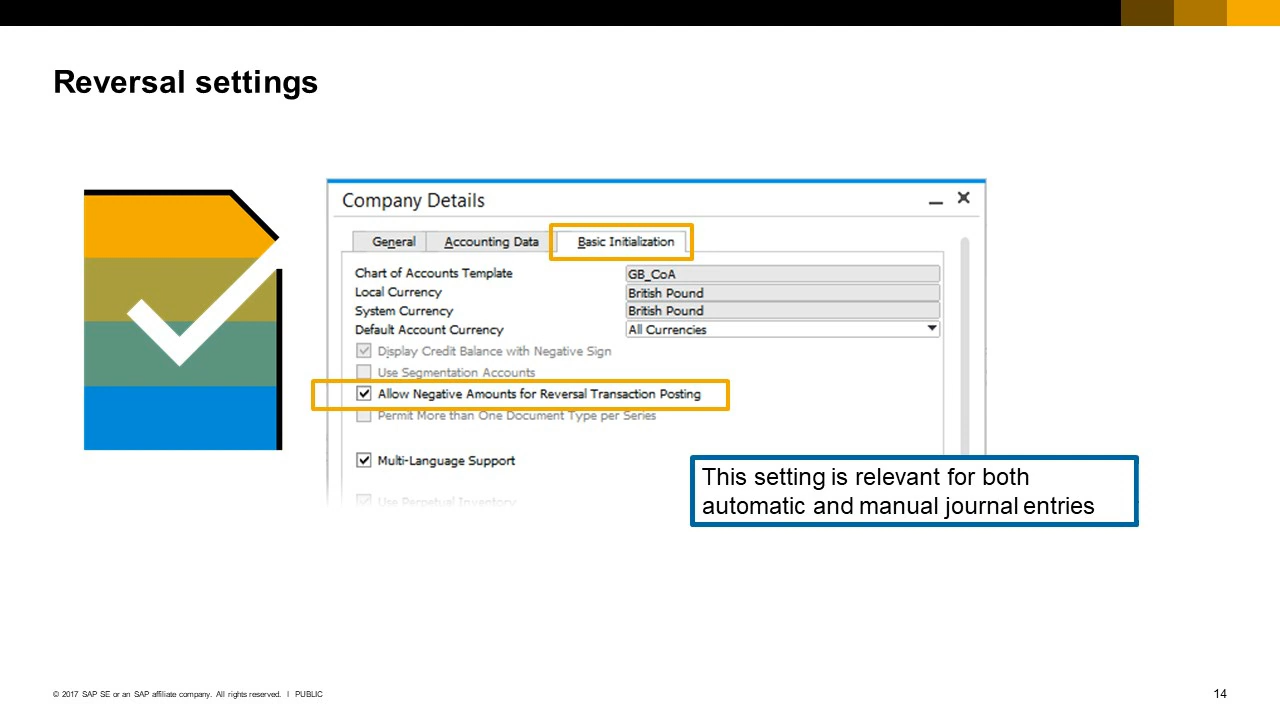 Reversal settings
Company Details
General Accounting Data Basic Initialization
Chart of Accounts Template GB_CoA
Local Currency British Pound
System Currency British Pound
Default Account Currency All Currencies
Display Credit Balance with Negative Sign
Use Segmentation Accounts
Allow Negative Amounts for Reversal Transaction Posting
Permit More than One Document Type per Series
Multi-Language Support
Use Perpetual Inventory
This setting is relevant for both
automatic and manual journal entries
© 2017 SAP SE or an SAP affiliate company. All rights reserved. I PUBLIC
14